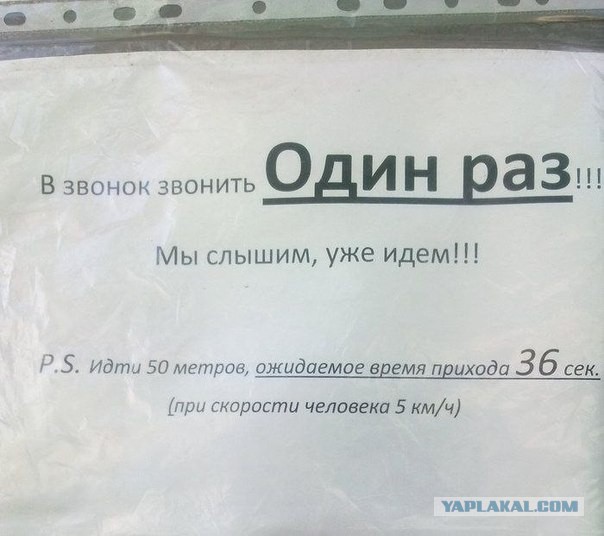 В звонок звонить Один раз!!!
Мы слышим, уже идем!!!
P.S. Идти 50 метров, ожидаемое время прихода 36 сек.
(при скорости человека 5 км/ч)
YAPLAKAL.COM